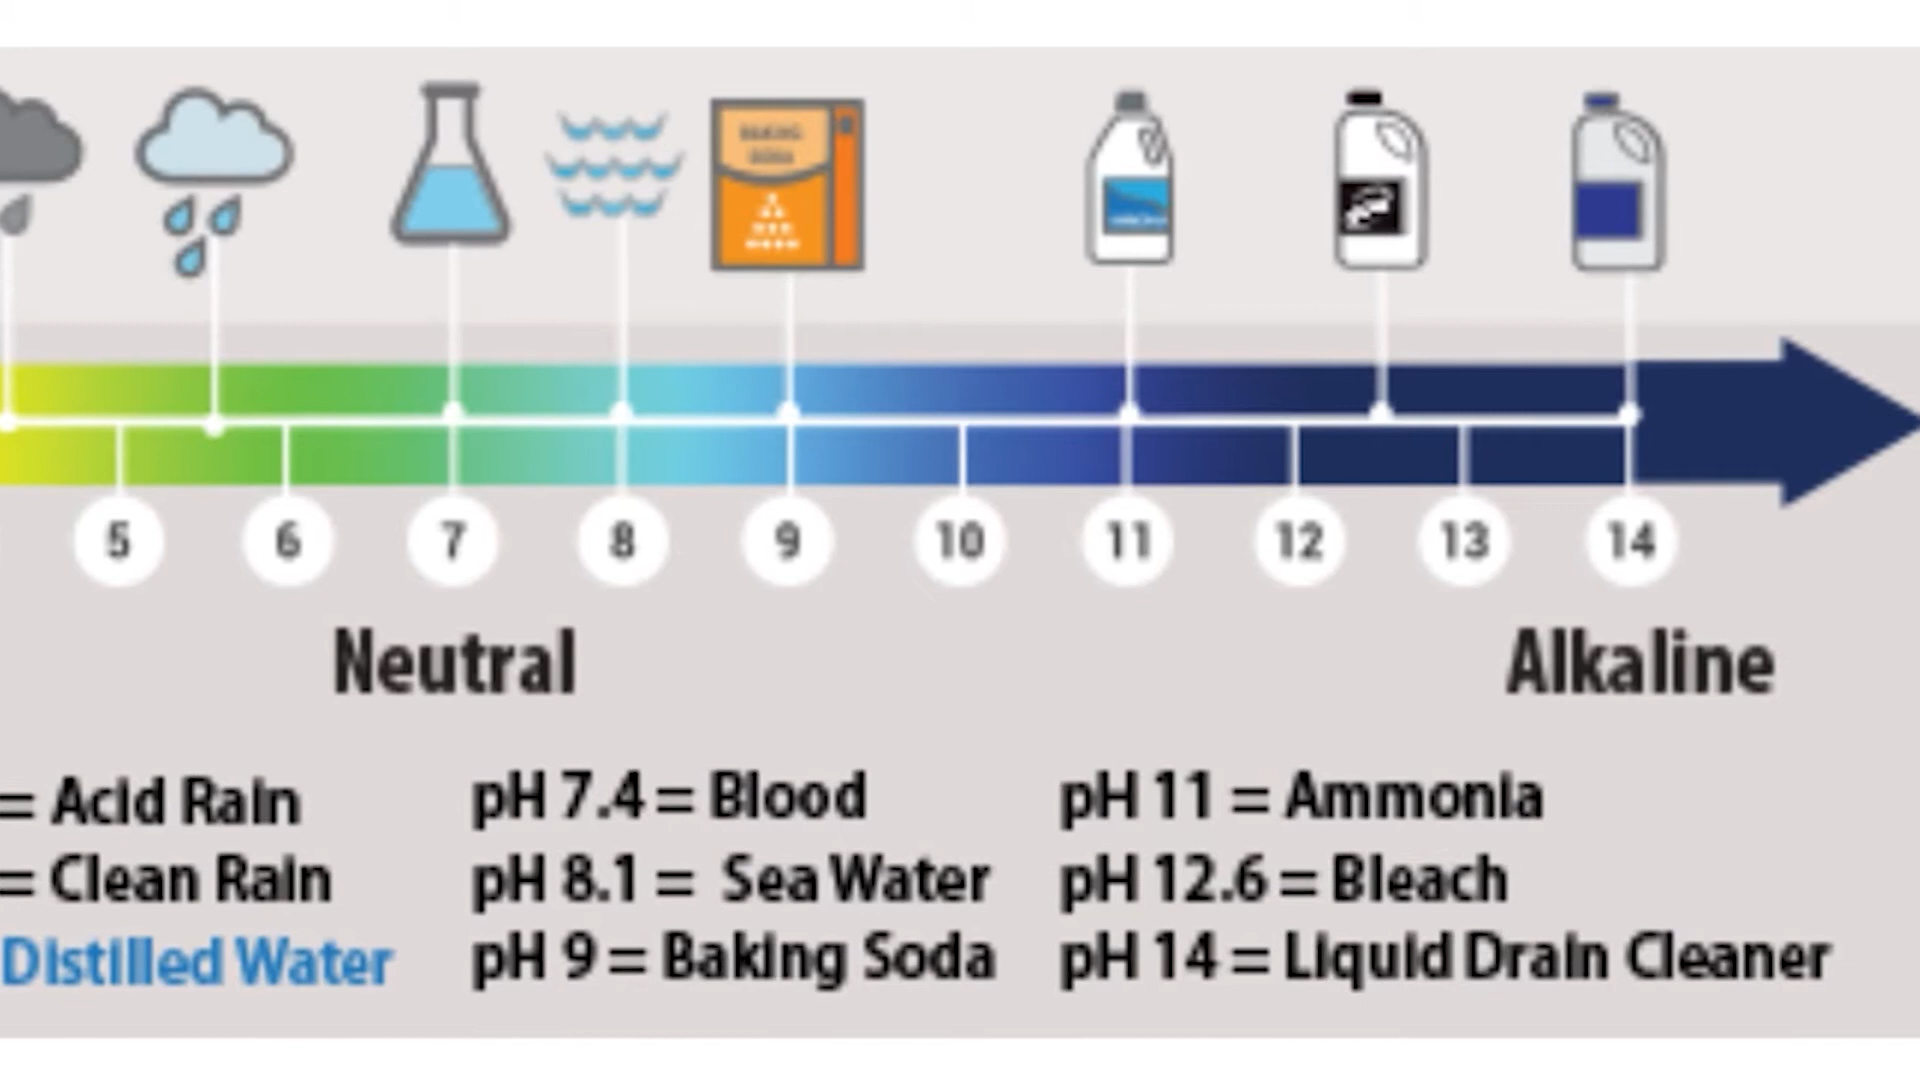 BAKING
SODA
5 6 7 8 9 10 11 12 13 14
Neutral
Alkaline
= Acid Rain
= Clean Rain
Distilled Water
pH 7.4 = Blood
pH 8.1 = Sea Water
pH 9 = Baking Soda
pH 11 = Ammonia
pH 12.6 = Bleach
pH 14 = Liquid Drain Cleaner